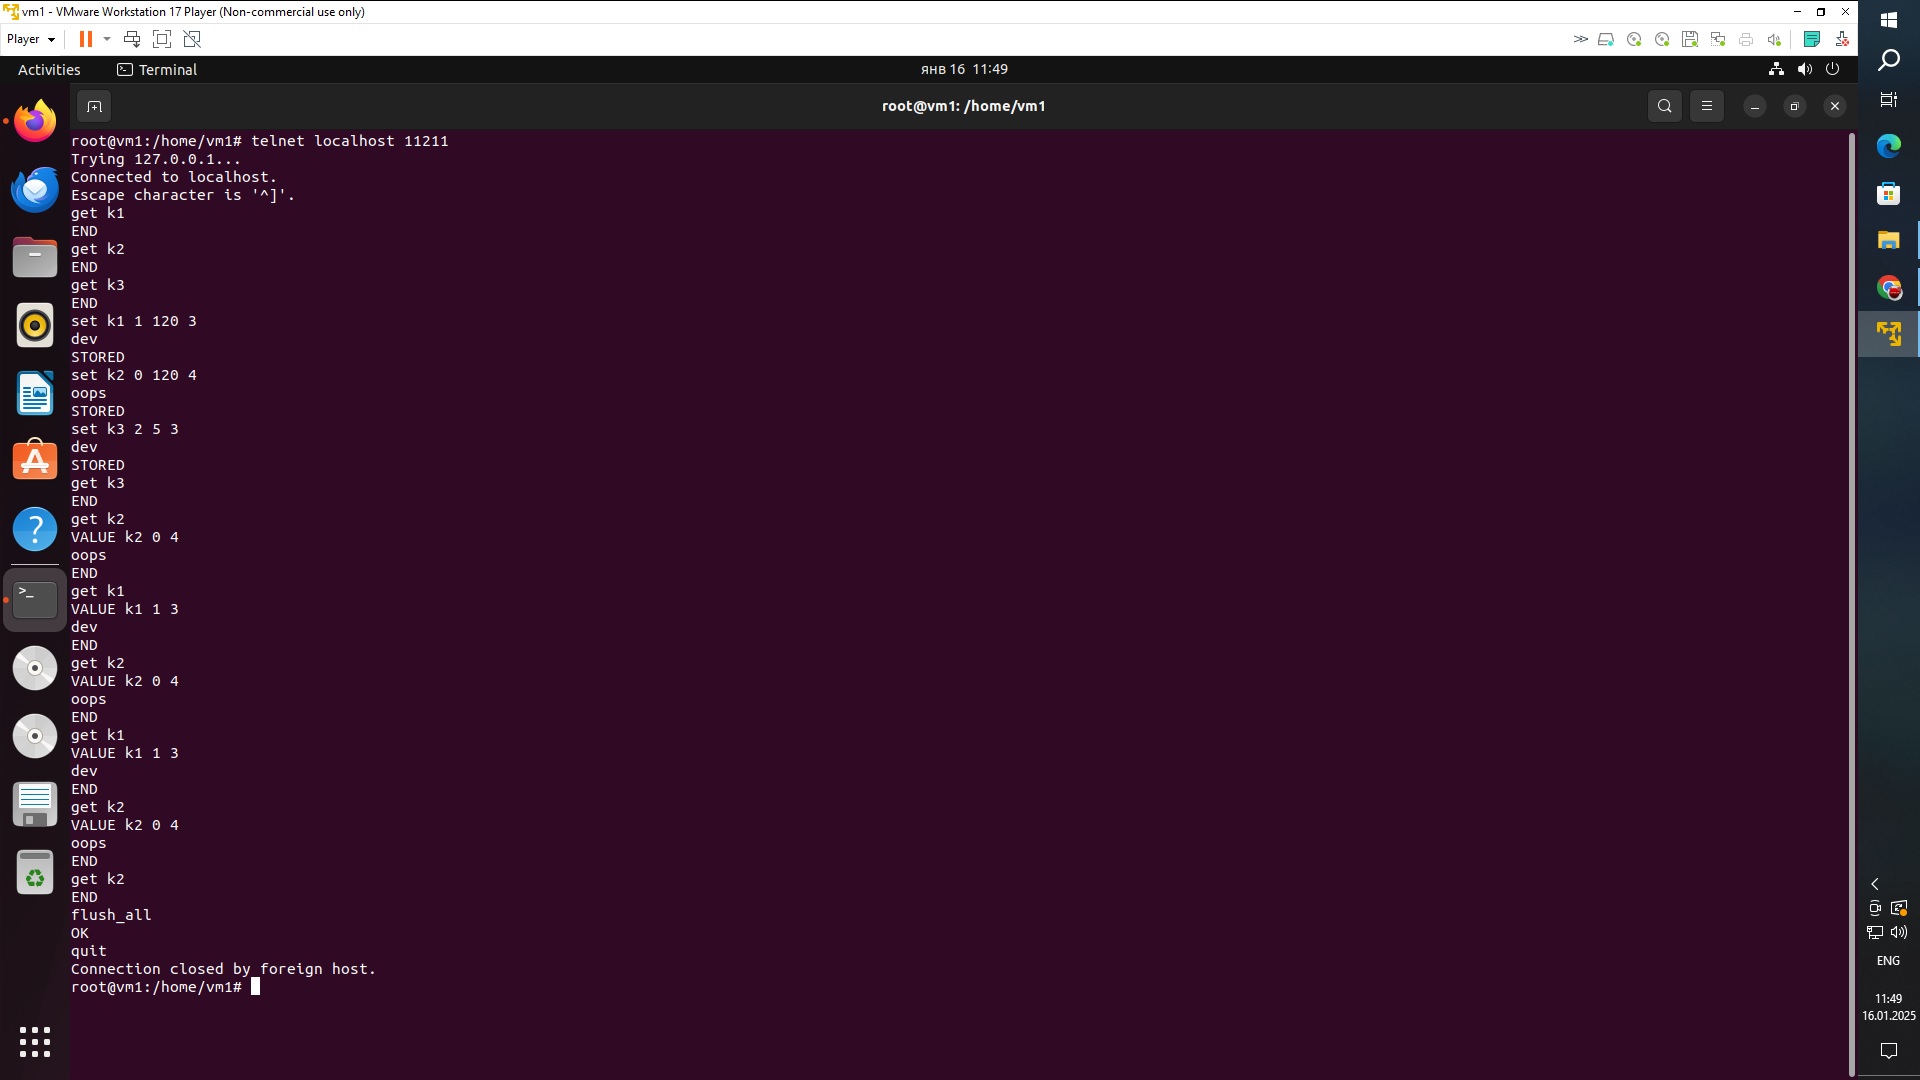 vm1 - VMware Workstation 17 Player (Non-commercial use only)
Player
Activities Terminal янв 16 11:49
root@vm1: /home/vm1
root@vm1:/home/vm1# telnet localhost 11211
Trying 127.0.0.1...
Connected to localhost.
Escape character is '^]'.
get k1
END
get k2
END
get k3
END
set k1 1 120 3
dev
STORED
set k2 0 120 4
oops
STORED
set k3 2 5 3
dev
STORED
get k3
END
get k2
VALUE k2 0 4
oops
END
get k1
VALUE k1 1 3
dev
END
get k2
VALUE k2 0 4
oops
END
get k1
VALUE k1 1 3
dev
END
get k2
VALUE k2 0 4
oops
END
get k2
END
flush_all
OK
quit
Connection closed by foreign host.
root@vm1:/home/vm1#
ENG
11:49
16.01.2025